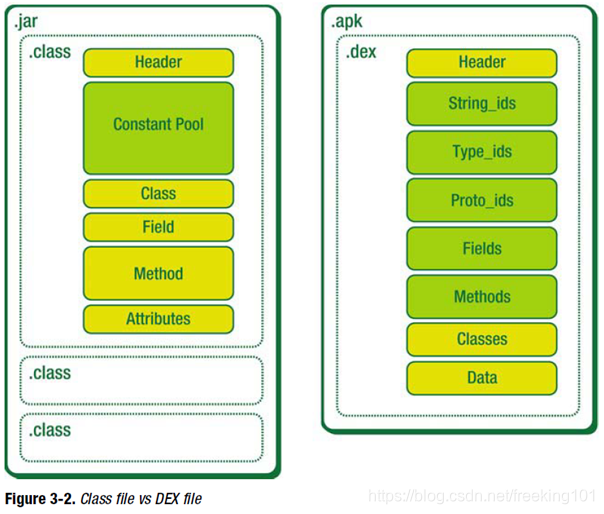 .jar
.class
Header
Constant Pool
Class
Field
Method
Attributes
.class
.class
.apk
.dex
Header
String_ids
Type_ids
Proto_ids
Fields
Methods
Classes
Data
Figure 3-2. Class file vs DEX file
https://blog.csdn.net/freeking101